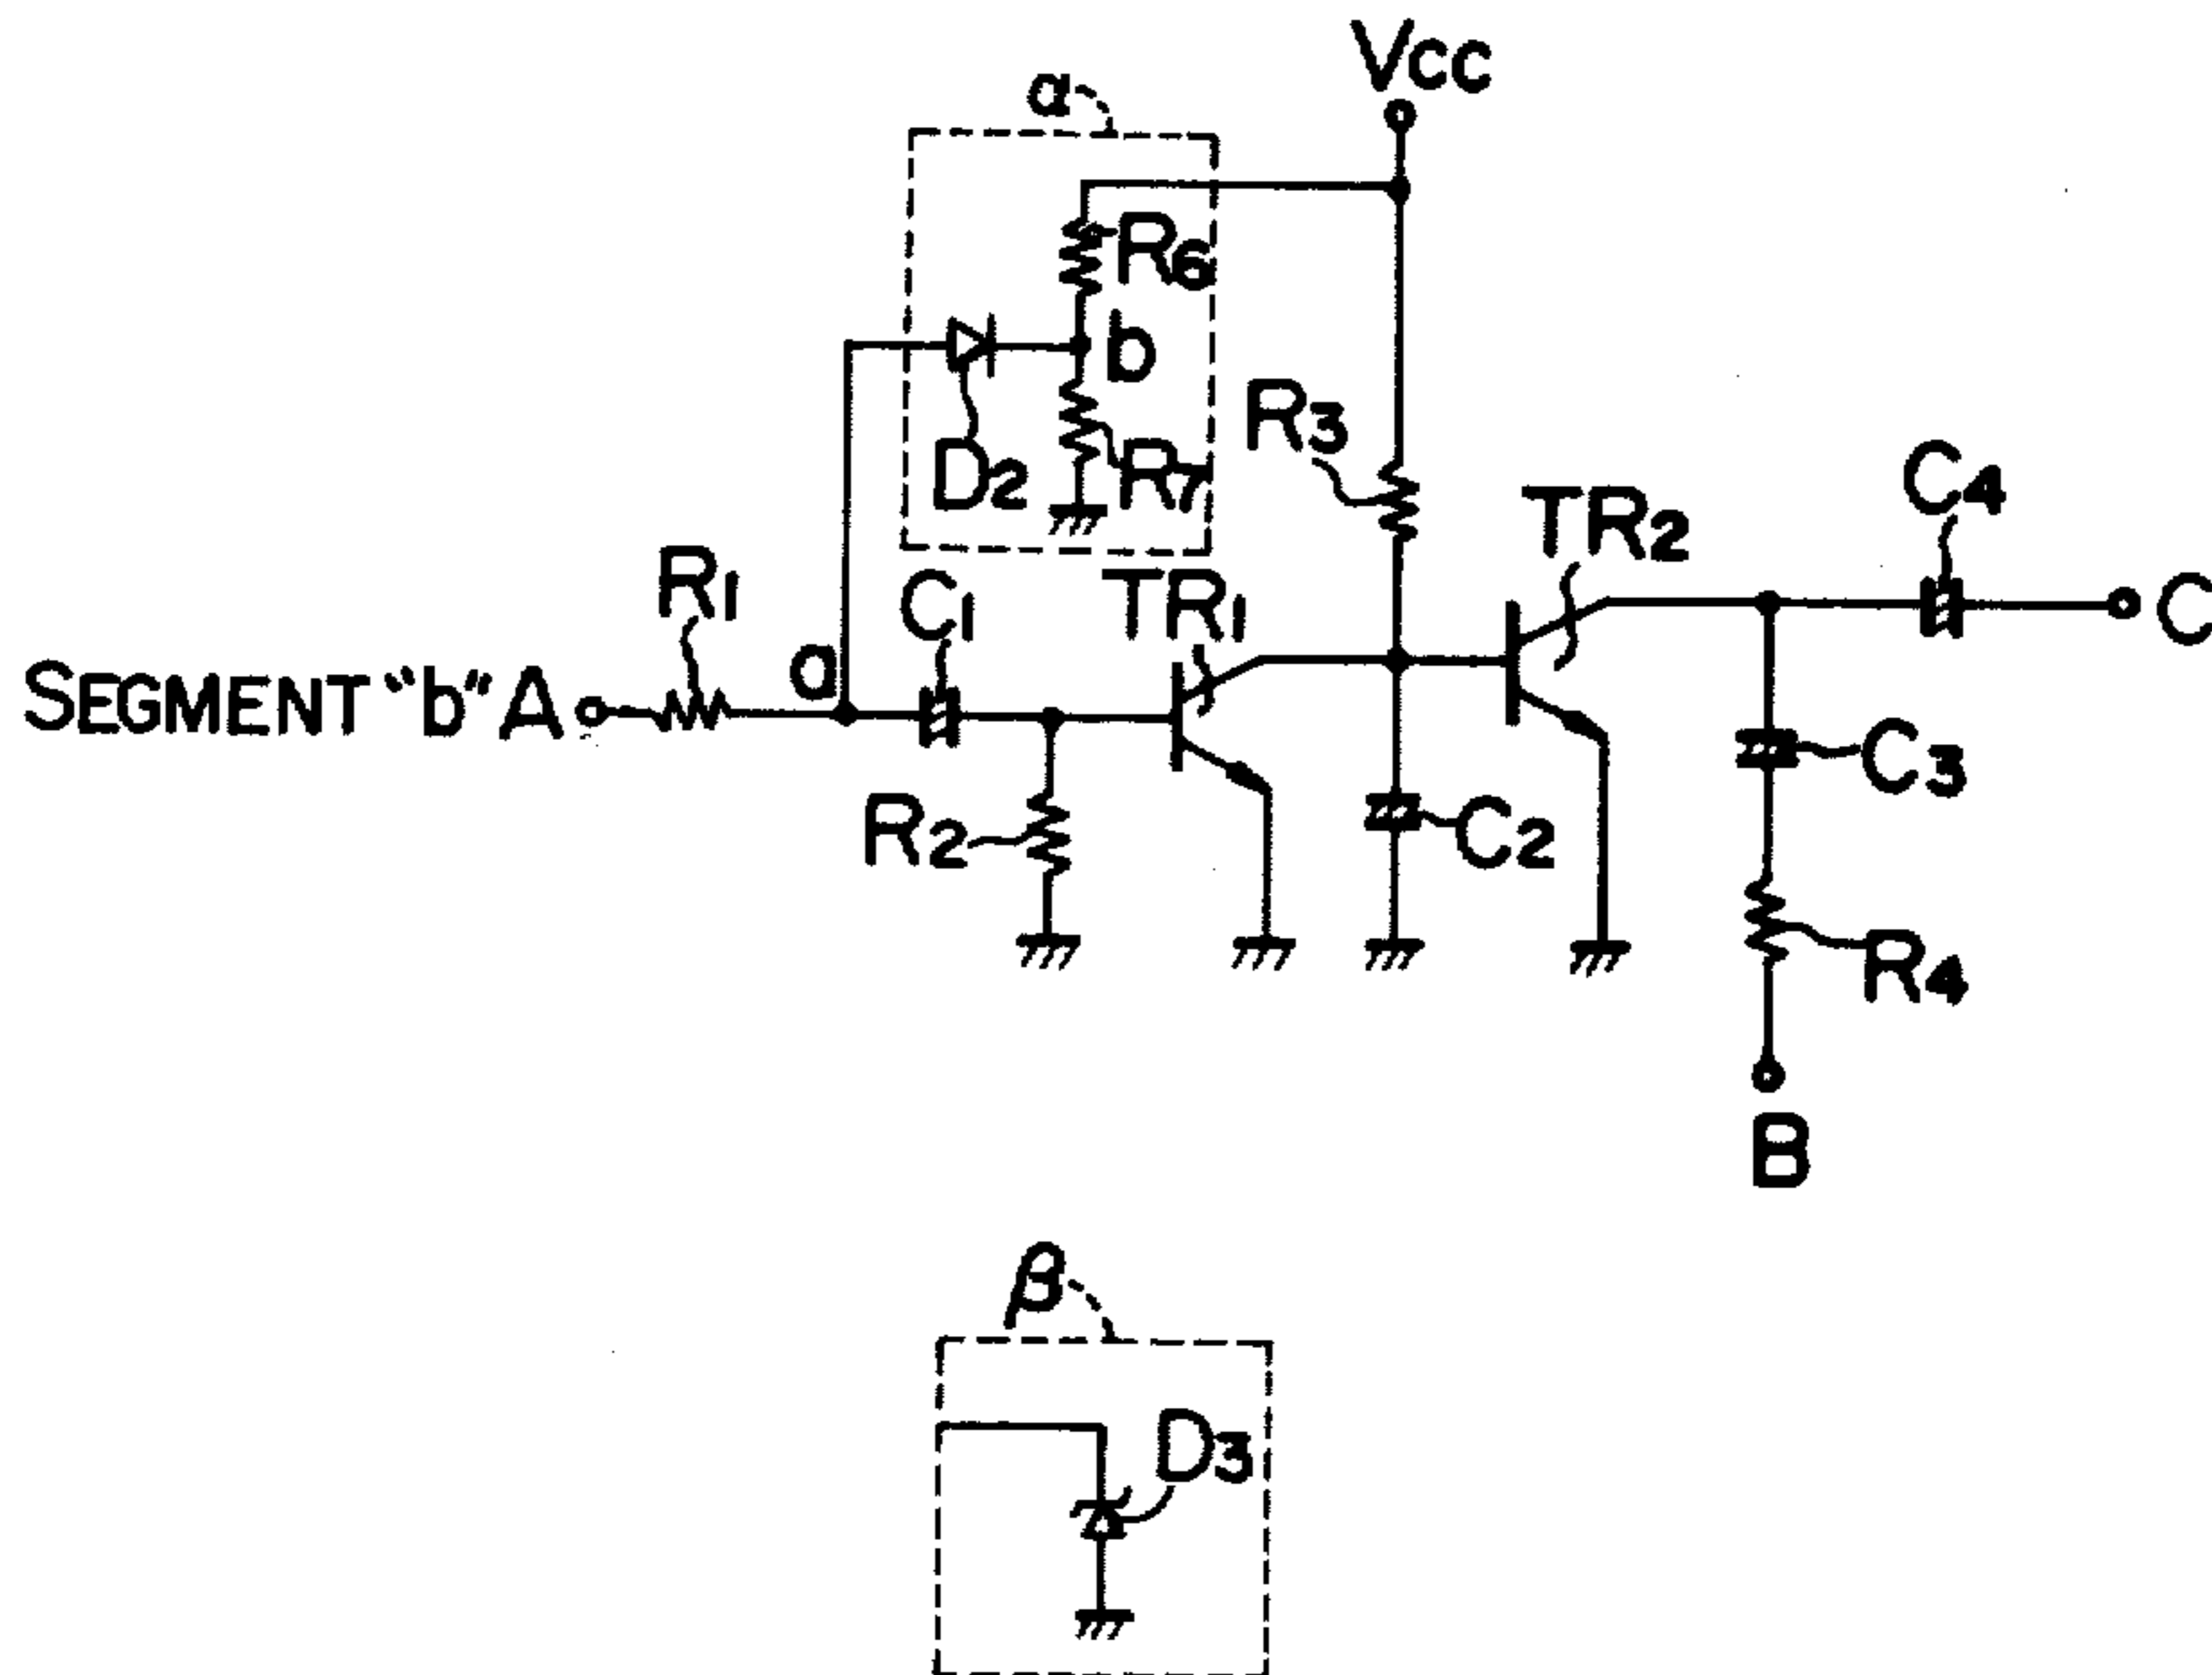 Vcc
α
R6
b
R3
D2
R7
C4
TR2
R1
C1
TR1
a
C
SEGMENT "b" A
C3
R2
C2
R4
B
β
D3